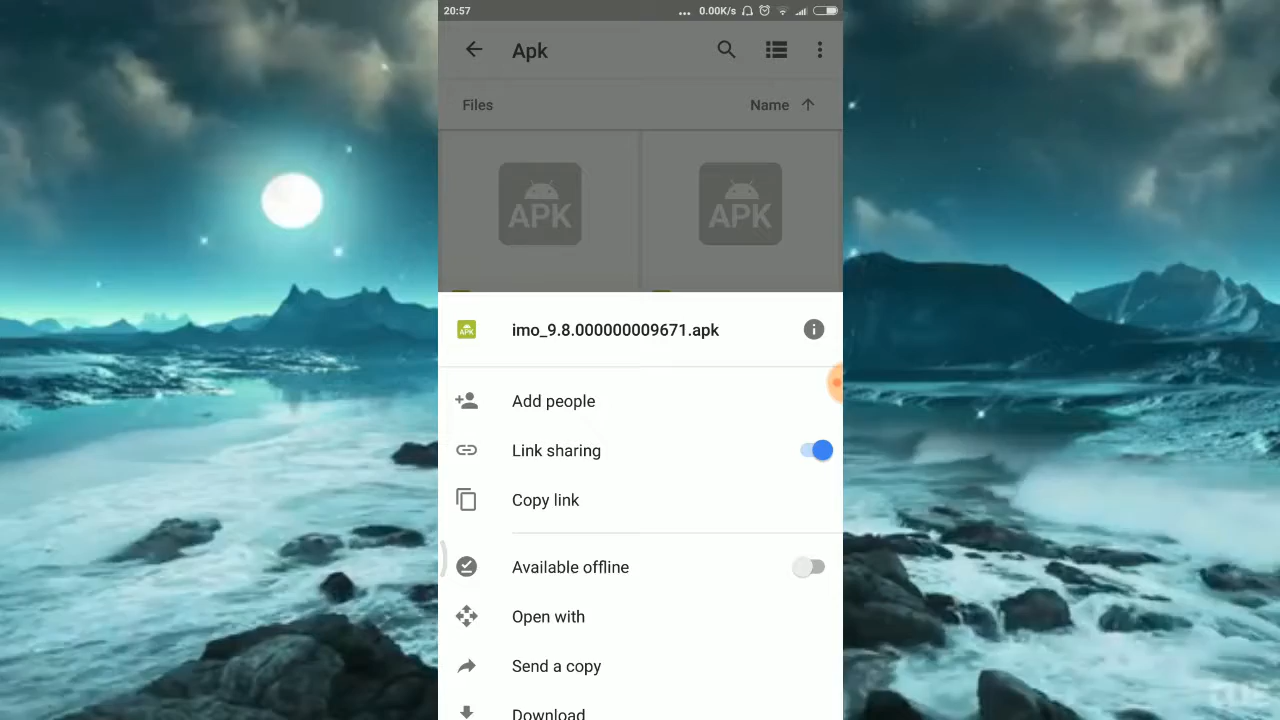 20:57
... 0.00K/s
Apk
Files
Name
APK
APK
APK
imo_9.8.000000009671.apk
Add people
Link sharing
Copy link
Available offline
Open with
Send a copy
Download